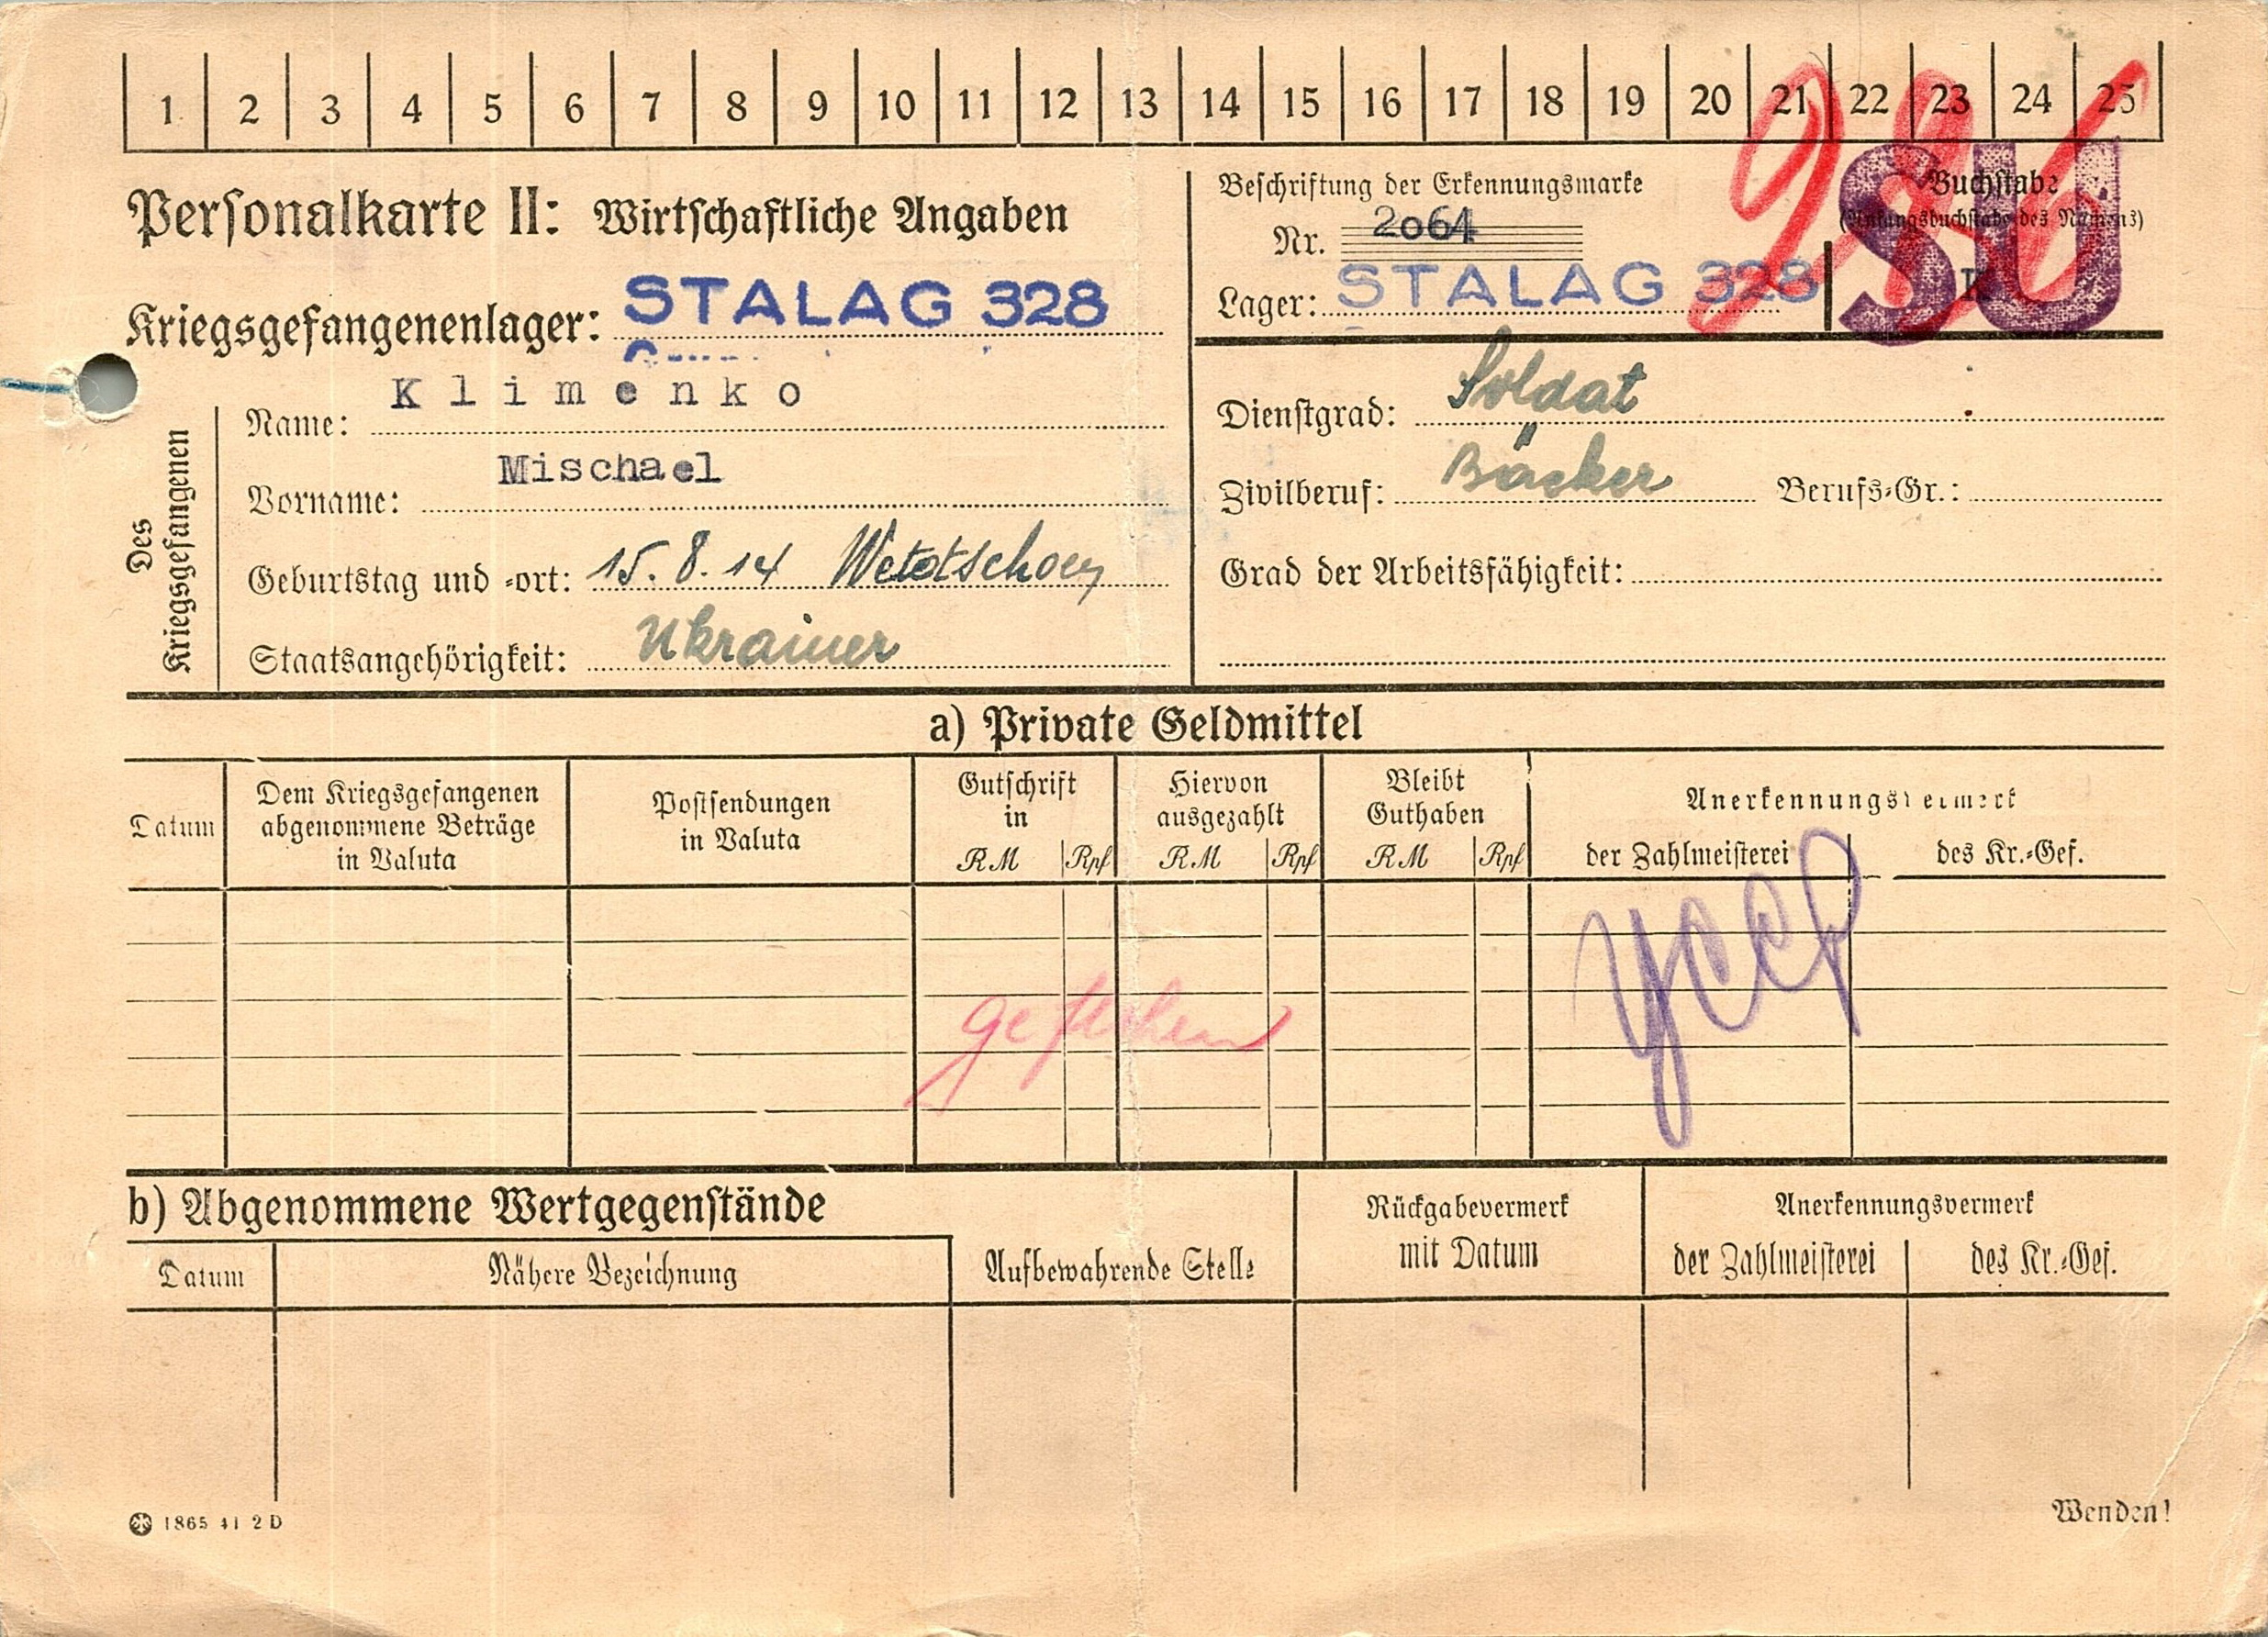 1 2 3 4 5 6 7 8 9 10 11 12 13 14 15 16 17 18 19 20 21 22 23 24 25
Personalkarte II: Wirtschaftliche Angaben
Kriegsgefangenenlager: STALAG 328
Beschriftung der Erkennungsmarke
Nr. 2064
Lager: STALAG 328
Buchstabe
(Anfangsbuchstabe des Namens)
SU
K
Des
Kriegsgefangenen
Name: Klimenko
Vorname: Mischael
Geburtstag und -ort: 15. 8. 14
Staatsangehörigkeit: Ukrainer
Dienstgrad: Soldat
Zivilberuf: Bäcker Berufs-Gr.:
Grad der Arbeitsfähigkeit:
a) Private Geldmittel
Datum
Dem Kriegsgefangenen
abgenommene Beträge
in Valuta
Postsendungen
in Valuta
Gutschrift
in
RM Rpf
Hiervon
ausgezahlt
RM Rpf
Bleibt
Guthaben
RM Rpf
Anerkennungsvermerk
der Zahlmeisterei
des Kr.-Gef.
УССР
b) Abgenommene Wertgegenstände
Datum
Nähere Bezeichnung
Aufbewahrende Stelle
Rückgabevermerk
mit Datum
Anerkennungsvermerk
der Zahlmeisterei
des Kr.-Gef.
1865 41 2 D
Wenden!